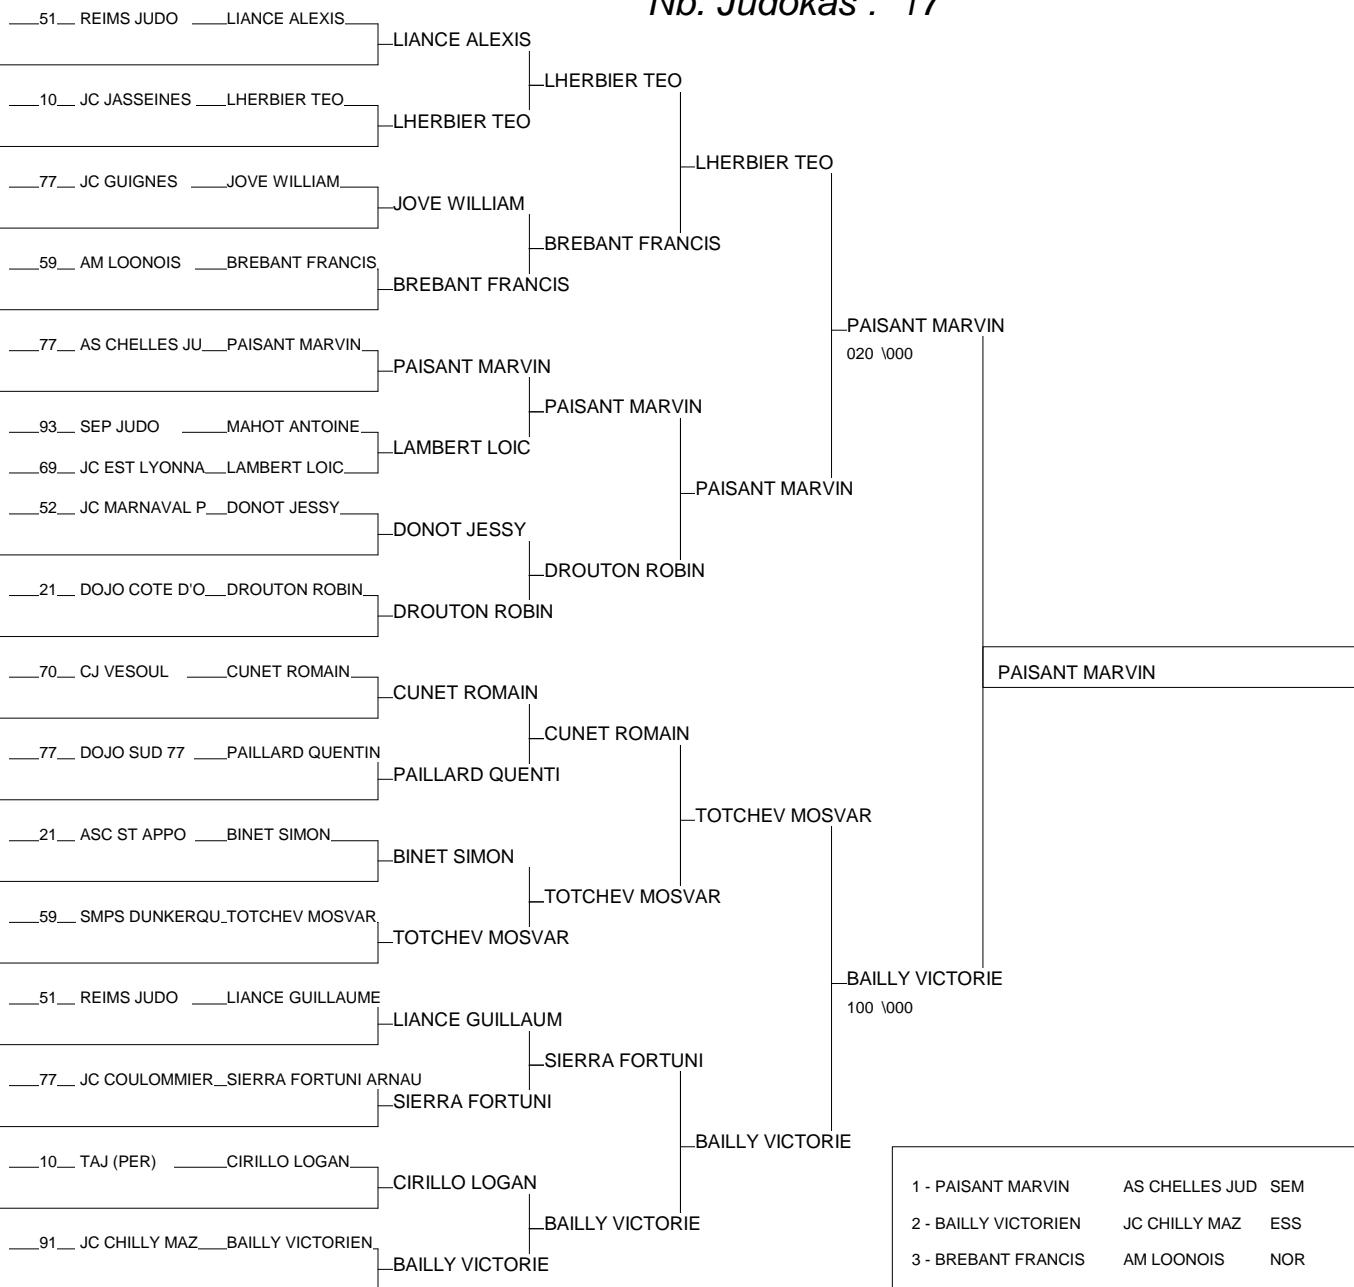 Nb. Judokas : 17
51 REIMS JUDO LIANCE ALEXIS
LIANCE ALEXIS
LHERBIER TEO
10 JC JASSEINES LHERBIER TEO
LHERBIER TEO
LHERBIER TEO
77 JC GUIGNES JOVE WILLIAM
JOVE WILLIAM
BREBANT FRANCIS
59 AM LOONOIS BREBANT FRANCIS
BREBANT FRANCIS
PAISANT MARVIN
020 \000
77 AS CHELLES JU PAISANT MARVIN
PAISANT MARVIN
PAISANT MARVIN
93 SEP JUDO MAHOT ANTOINE
LAMBERT LOIC
69 JC EST LYONNA LAMBERT LOIC
PAISANT MARVIN
52 JC MARNAVAL P DONOT JESSY
DONOT JESSY
DROUTON ROBIN
21 DOJO COTE D'O DROUTON ROBIN
DROUTON ROBIN
PAISANT MARVIN
70 CJ VESOUL CUNET ROMAIN
CUNET ROMAIN
CUNET ROMAIN
77 DOJO SUD 77 PAILLARD QUENTIN
PAILLARD QUENTI
TOTCHEV MOSVAR
21 ASC ST APPO BINET SIMON
BINET SIMON
TOTCHEV MOSVAR
59 SMPS DUNKERQU TOTCHEV MOSVAR
TOTCHEV MOSVAR
BAILLY VICTORIE
100 \000
51 REIMS JUDO LIANCE GUILLAUME
LIANCE GUILLAUM
SIERRA FORTUNI
77 JC COULOMMIER SIERRA FORTUNI ARNAU
SIERRA FORTUNI
BAILLY VICTORIE
10 TAJ (PER) CIRILLO LOGAN
CIRILLO LOGAN
BAILLY VICTORIE
91 JC CHILLY MAZ BAILLY VICTORIEN
BAILLY VICTORIE
1 - PAISANT MARVIN AS CHELLES JUD SEM
2 - BAILLY VICTORIEN JC CHILLY MAZ ESS
3 - BREBANT FRANCIS AM LOONOIS NOR